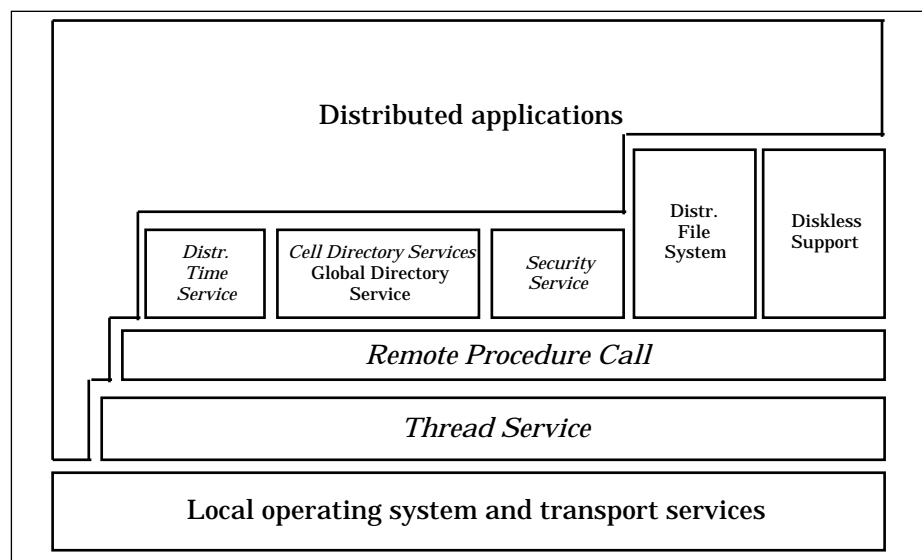 Distributed applications
Distr.
File
System
Diskless
Support
Distr.
Time
Service
Cell Directory Services
Global Directory
Service
Security
Service
Remote Procedure Call
Thread Service
Local operating system and transport services